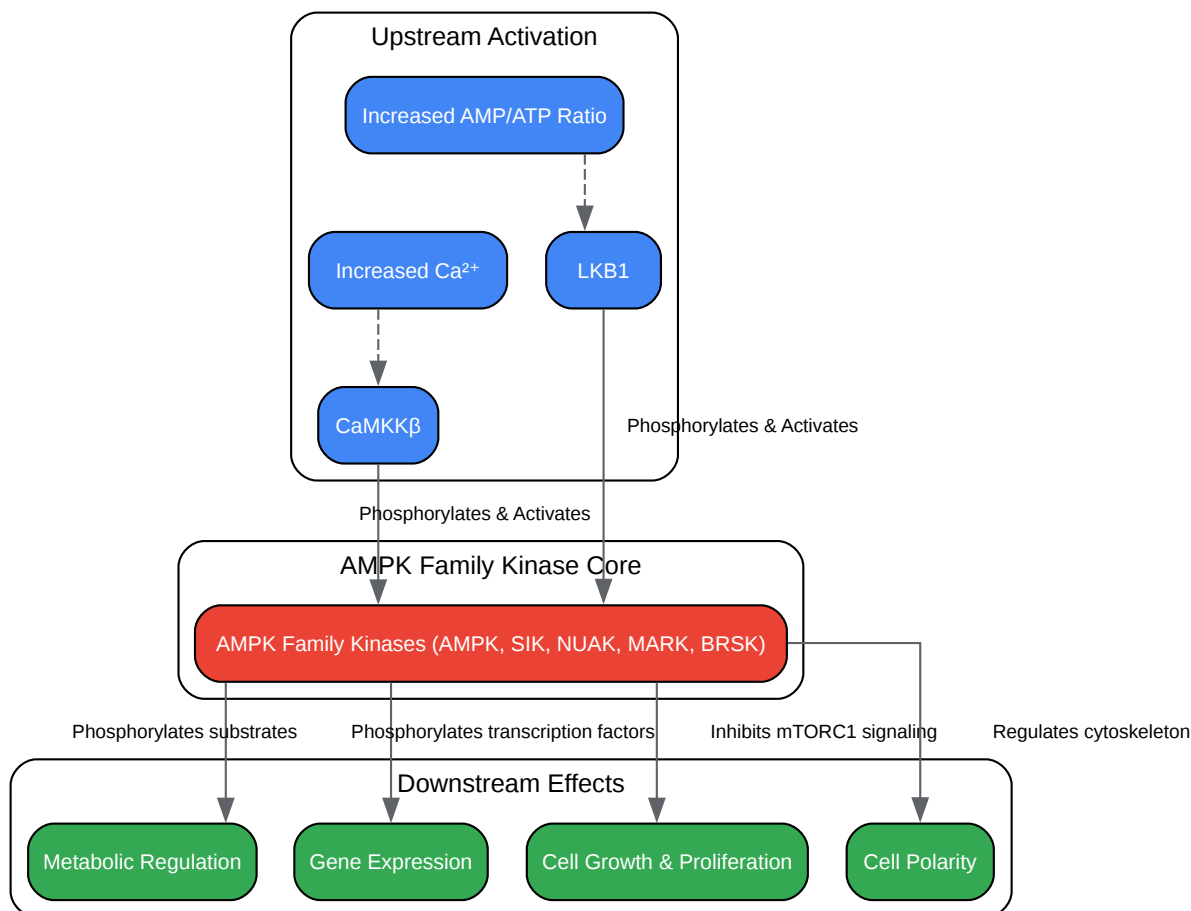 Upstream Activation
Increased AMP/ATP Ratio
Increased Ca²⁺
LKB1
CaMKKβ
Phosphorylates & Activates
Phosphorylates & Activates
AMPK Family Kinase Core
AMPK Family Kinases (AMPK, SIK, NUAK, MARK, BRSK)
Phosphorylates substrates
Phosphorylates transcription factors
Inhibits mTORC1 signaling
Regulates cytoskeleton
Downstream Effects
Metabolic Regulation
Gene Expression
Cell Growth & Proliferation
Cell Polarity